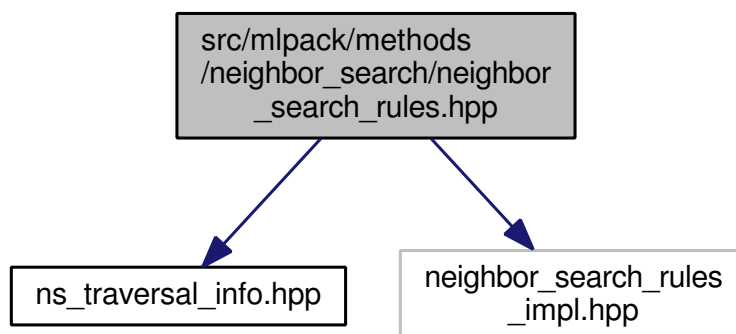 src/mlpack/methods
/neighbor_search/neighbor
_search_rules.hpp
ns_traversal_info.hpp
neighbor_search_rules
_impl.hpp